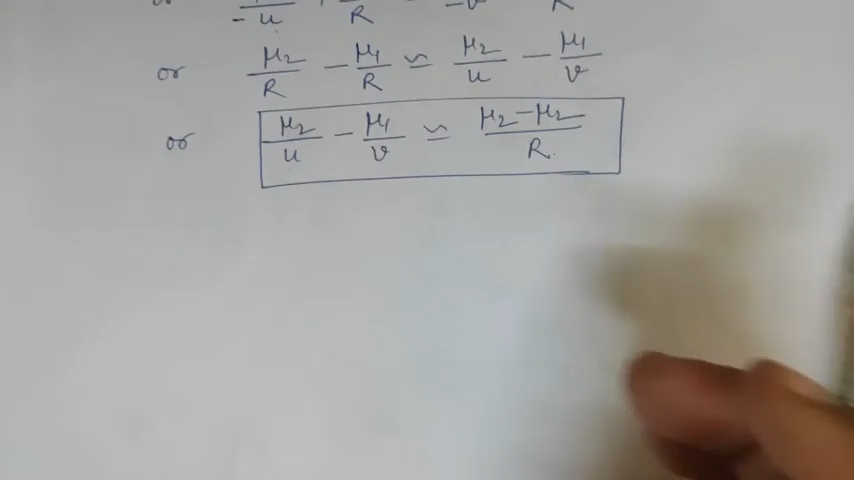 -u R -v R
or μ2/R - μ1/R ≃ μ2/u - μ1/v
or μ2/u - μ1/v ≃ μ2-μ2/R